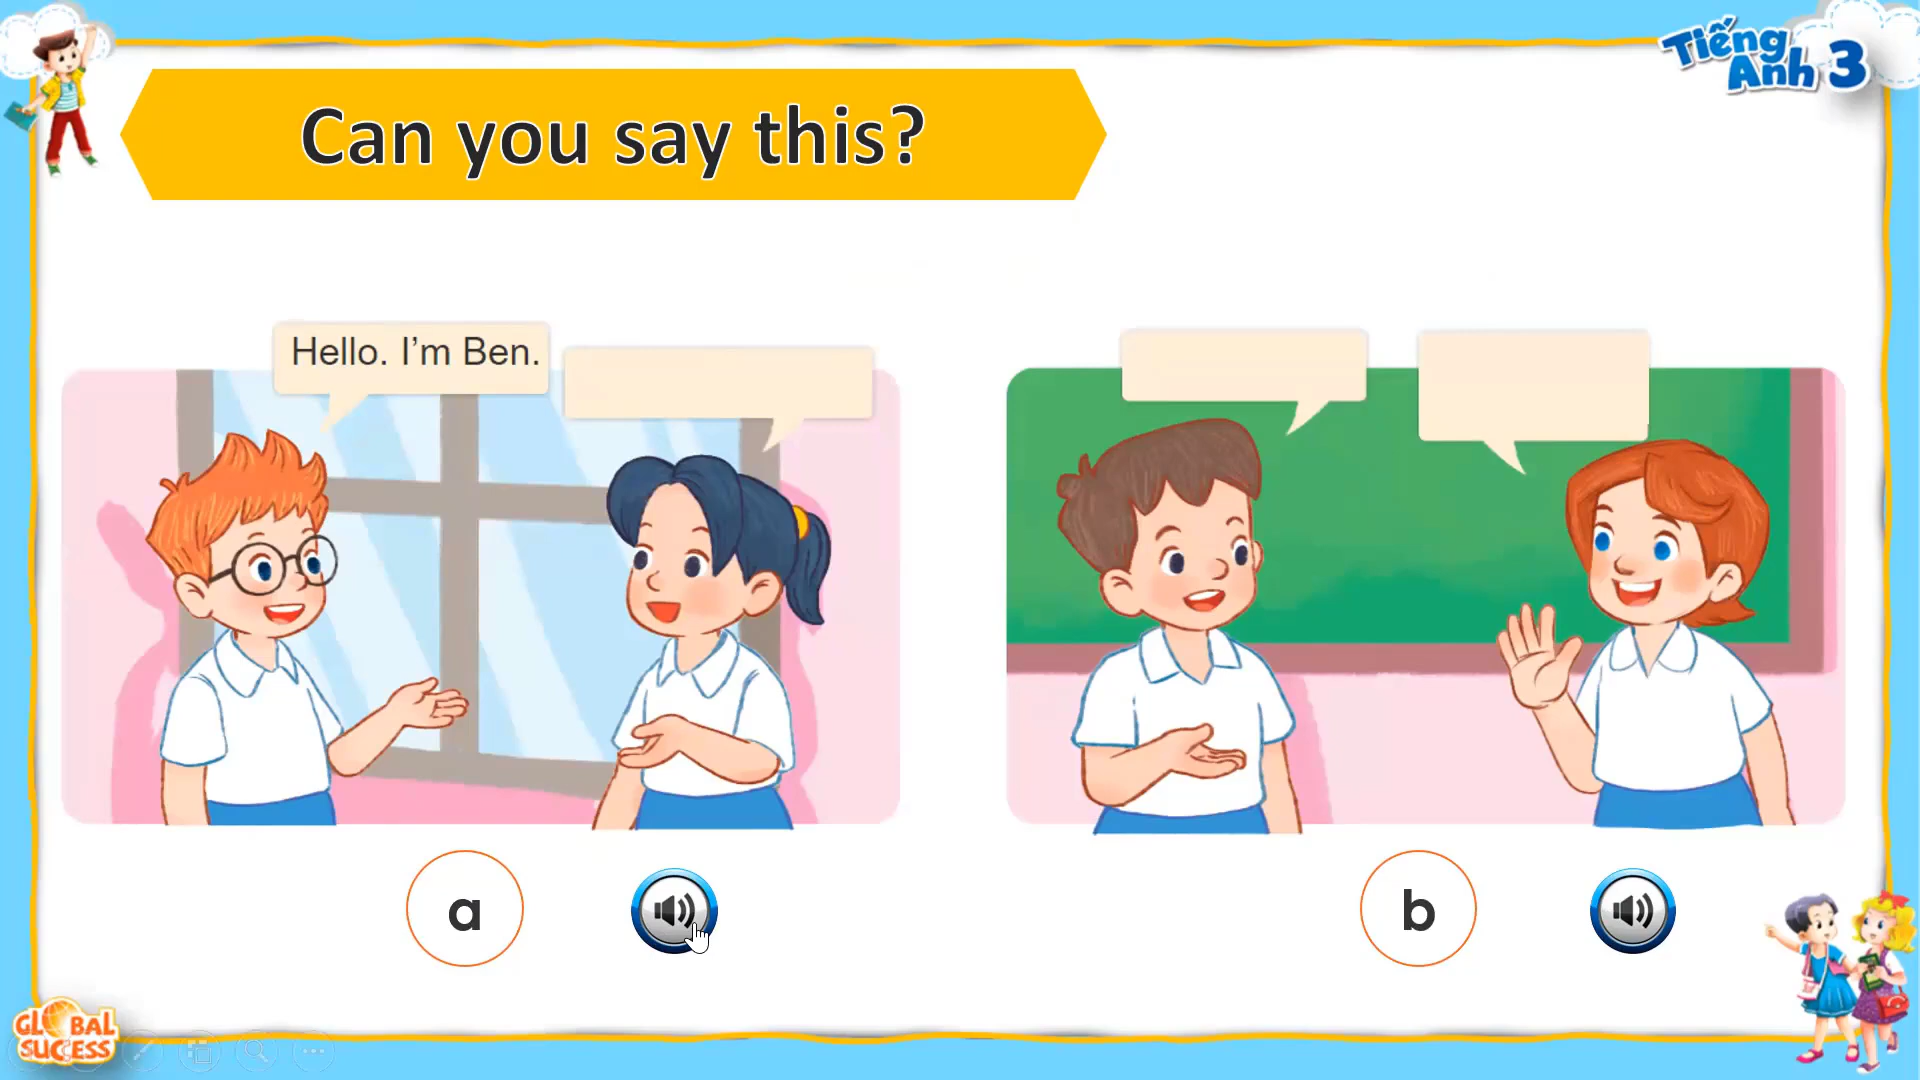 Tiếng
Anh 3
Can you say this?
Hello. I'm Ben.
a
b
GLOBAL
SUCCESS